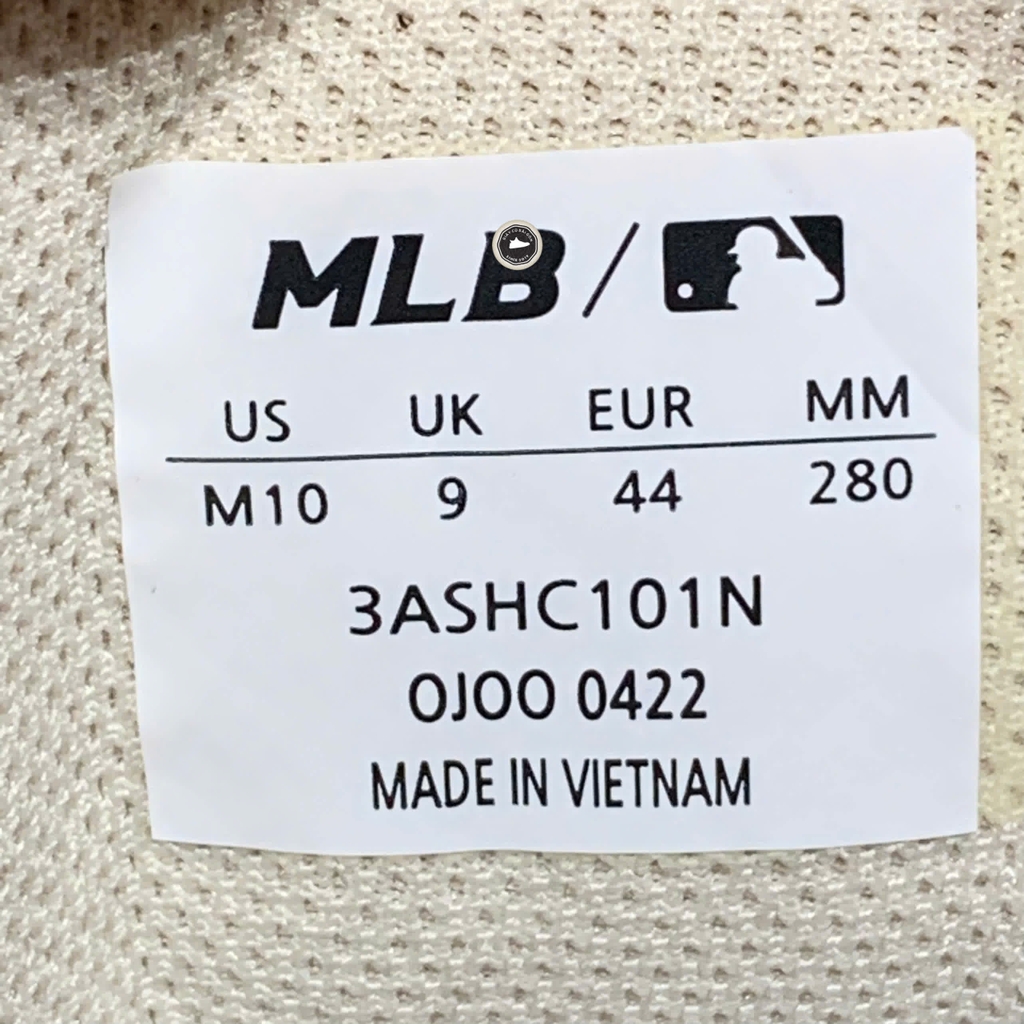 MLB
US UK EUR MM
M10 9 44 280
3ASHC101N
OJOO 0422
MADE IN VIETNAM